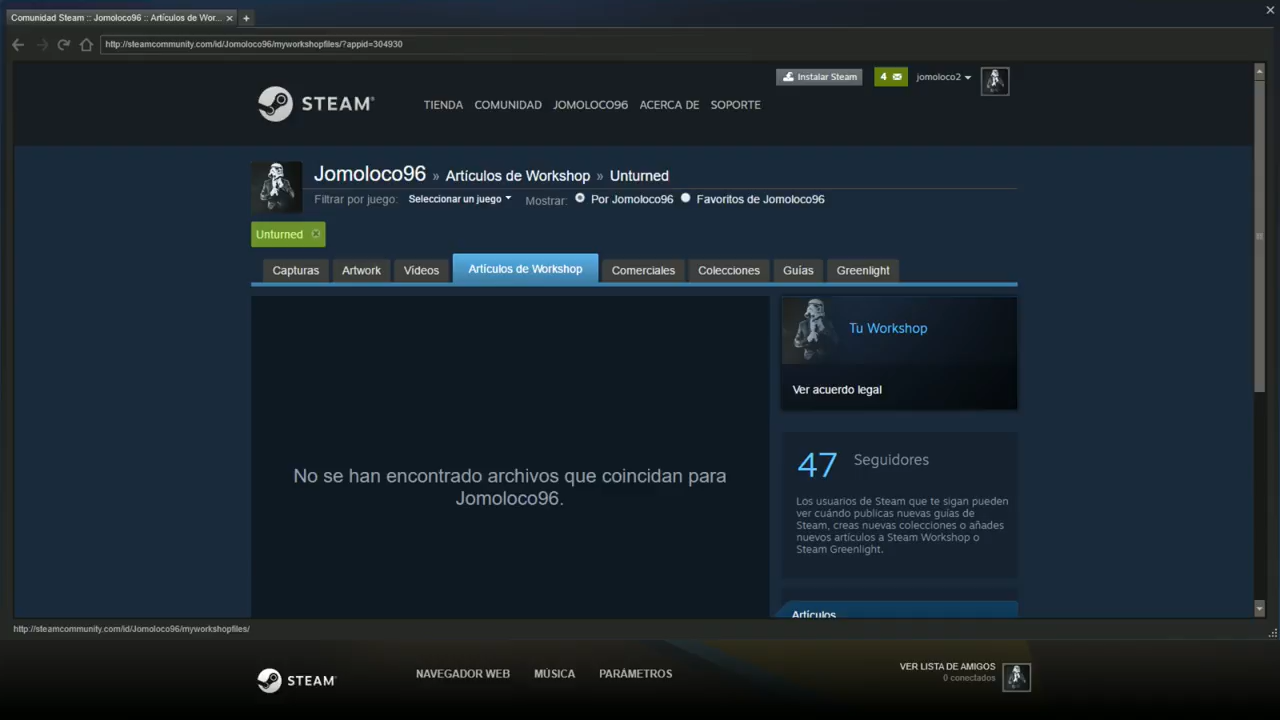 Comunidad Steam :: Jomoloco96 :: Artículos de Wor...
http://steamcommunity.com/id/Jomoloco96/myworkshopfiles/?appid=304930
Instalar Steam
4
jomoloco2
STEAM
TIENDA COMUNIDAD JOMOLOCO96 ACERCA DE SOPORTE
Jomoloco96 » Artículos de Workshop » Unturned
Filtrar por juego: Seleccionar un juego Mostrar: Por Jomoloco96 Favoritos de Jomoloco96
Unturned
Capturas Artwork Vídeos Artículos de Workshop Comerciales Colecciones Guías Greenlight
No se han encontrado archivos que coincidan para
Jomoloco96.
Tu Workshop
Ver acuerdo legal
47 Seguidores
Los usuarios de Steam que te sigan pueden
ver cuándo publicas nuevas guías de
Steam, creas nuevas colecciones o añades
nuevos artículos a Steam Workshop o
Steam Greenlight.
Artículos
http://steamcommunity.com/id/Jomoloco96/myworkshopfiles/
STEAM
NAVEGADOR WEB MÚSICA PARÁMETROS
VER LISTA DE AMIGOS
0 conectados